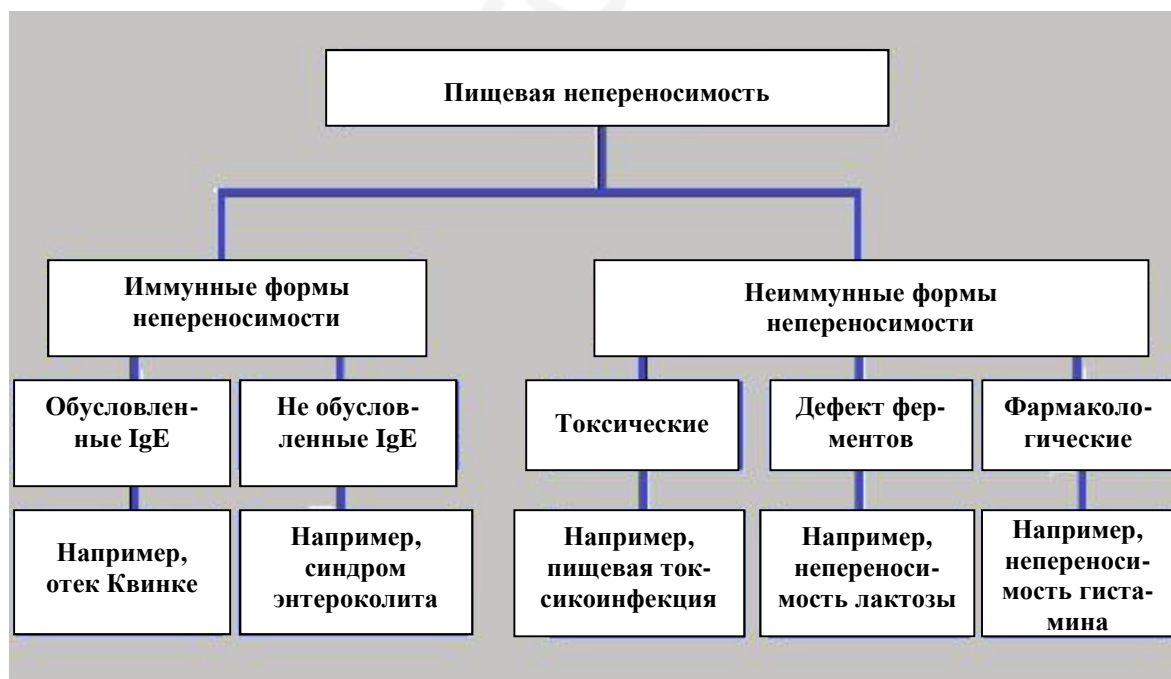 Пищевая непереносимость
Иммунные формы
непереносимости
Неиммунные формы
непереносимости
Обусловлен-
ные IgE
Не обуслов-
ленные IgE
Токсические
Дефект фер-
ментов
Фармаколо-
гические
Например,
отек Квинке
Например,
синдром
энтероколита
Например,
пищевая ток-
сикоинфекция
Например,
непереноси-
мость лактозы
Например,
непереноси-
мость гиста-
мина